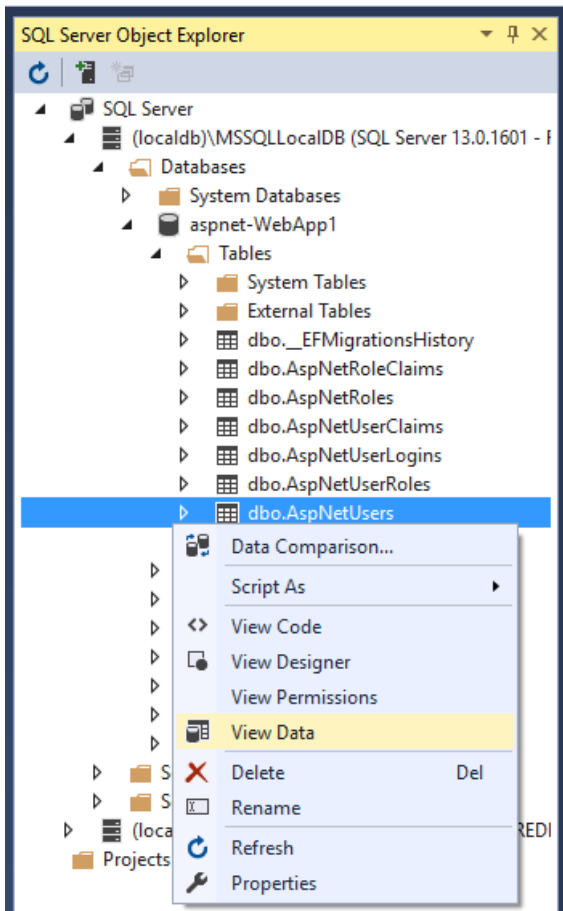 SQL Server Object Explorer
SQL Server
(localdb)\MSSQLLocalDB (SQL Server 13.0.1601 -
Databases
System Databases
aspnet-WebApp1
Tables
System Tables
External Tables
dbo.__EFMigrationsHistory
dbo.AspNetRoleClaims
dbo.AspNetRoles
dbo.AspNetUserClaims
dbo.AspNetUserLogins
dbo.AspNetUserRoles
dbo.AspNetUsers
Data Comparison...
Script As
View Code
View Designer
View Permissions
View Data
S
Delete Del
S
Rename
(loca
REDI
Refresh
Projects
Properties